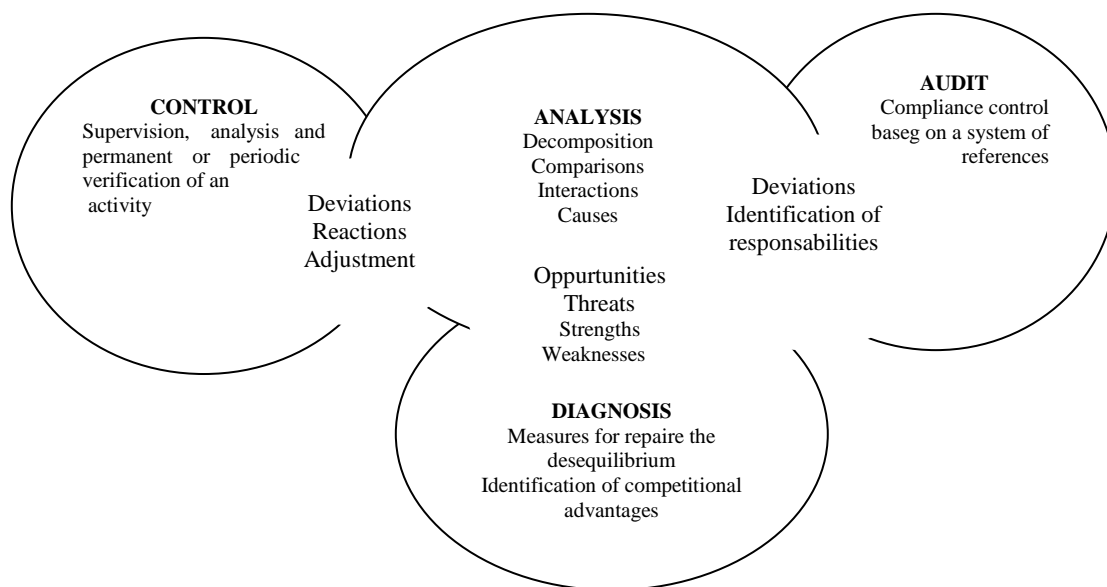 CONTROL
Supervision, analysis and
permanent or periodic
verification of an
activity
Deviations
Reactions
Adjustment
ANALYSIS
Decomposition
Comparisons
Interactions
Causes
Oppurtunities
Threats
Strengths
Weaknesses
AUDIT
Compliance control
baseg on a system of
references
Deviations
Identification of
responsabilities
DIAGNOSIS
Measures for repaire the
desequilibrium
Identification of competitional
advantages